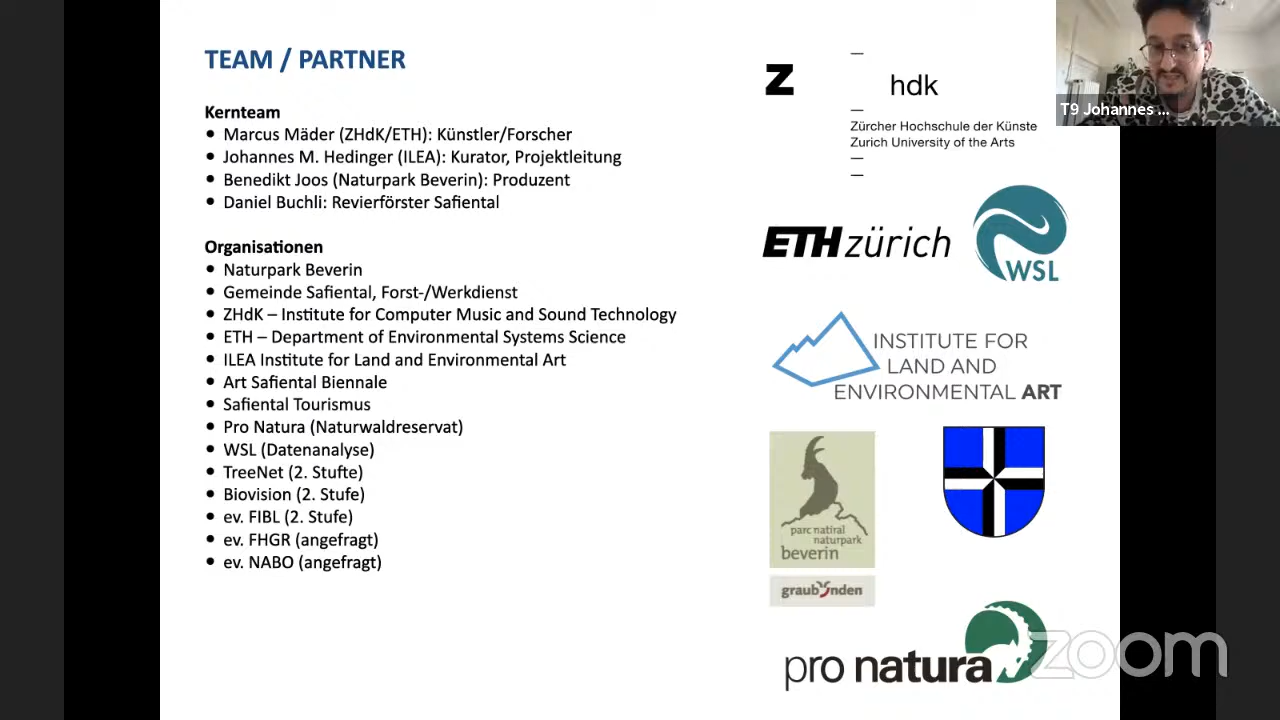 TEAM / PARTNER
Kernteam
• Marcus Mäder (ZHdK/ETH): Künstler/Forscher
• Johannes M. Hedinger (ILEA): Kurator, Projektleitung
• Benedikt Joos (Naturpark Beverin): Produzent
• Daniel Buchli: Revierförster Safiental
Organisationen
• Naturpark Beverin
• Gemeinde Safiental, Forst-/Werkdienst
• ZHdK – Institute for Computer Music and Sound Technology
• ETH – Department of Environmental Systems Science
• ILEA Institute for Land and Environmental Art
• Art Safiental Biennale
• Safiental Tourismus
• Pro Natura (Naturwaldreservat)
• WSL (Datenanalyse)
• TreeNet (2. Stufte)
• Biovision (2. Stufe)
• ev. FIBL (2. Stufe)
• ev. FHGR (angefragt)
• ev. NABO (angefragt)
Z hdk
Zürcher Hochschule der Künste
Zurich University of the Arts
ETH zürich
WSL
INSTITUTE FOR
LAND AND
ENVIRONMENTAL ART
parc natiral
naturpark
beverin
graubünden
pro natura
T9 Johannes ...
zoom